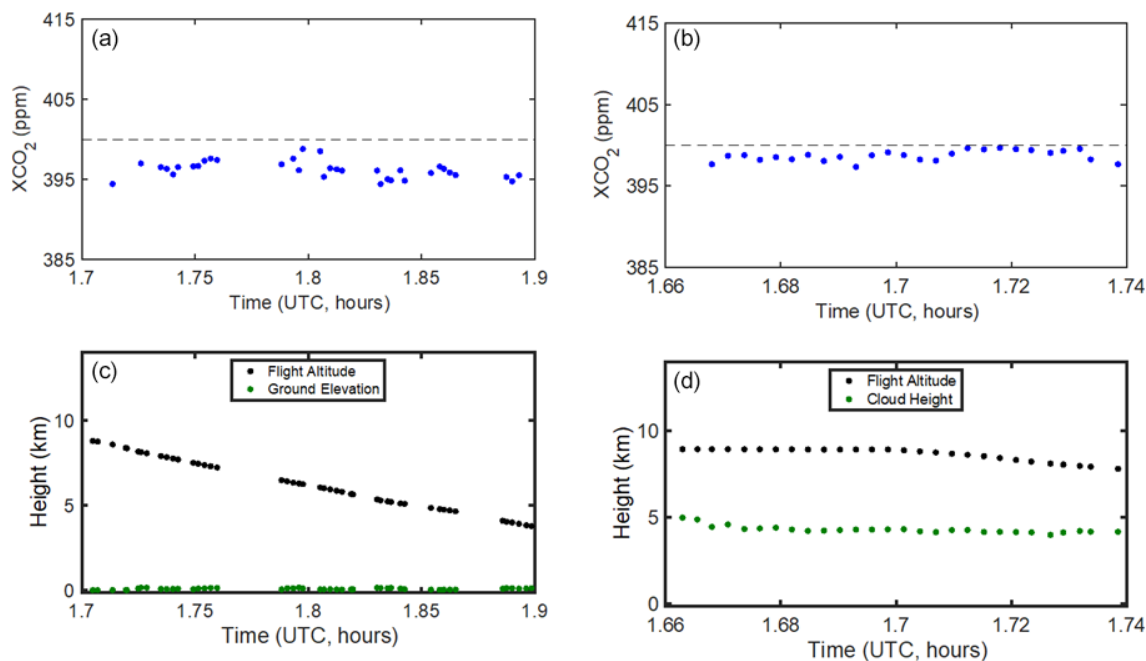 (a)
415
405
395
385
XCO2 (ppm)
1.7 1.75 1.8 1.85 1.9
Time (UTC, hours)
(b)
415
405
395
385
XCO2 (ppm)
1.66 1.68 1.7 1.72 1.74
Time (UTC, hours)
(c)
Flight Altitude
Ground Elevation
10
5
0
Height (km)
1.7 1.75 1.8 1.85 1.9
Time (UTC, hours)
(d)
Flight Altitude
Cloud Height
10
5
0
Height (km)
1.66 1.68 1.7 1.72 1.74
Time (UTC, hours)